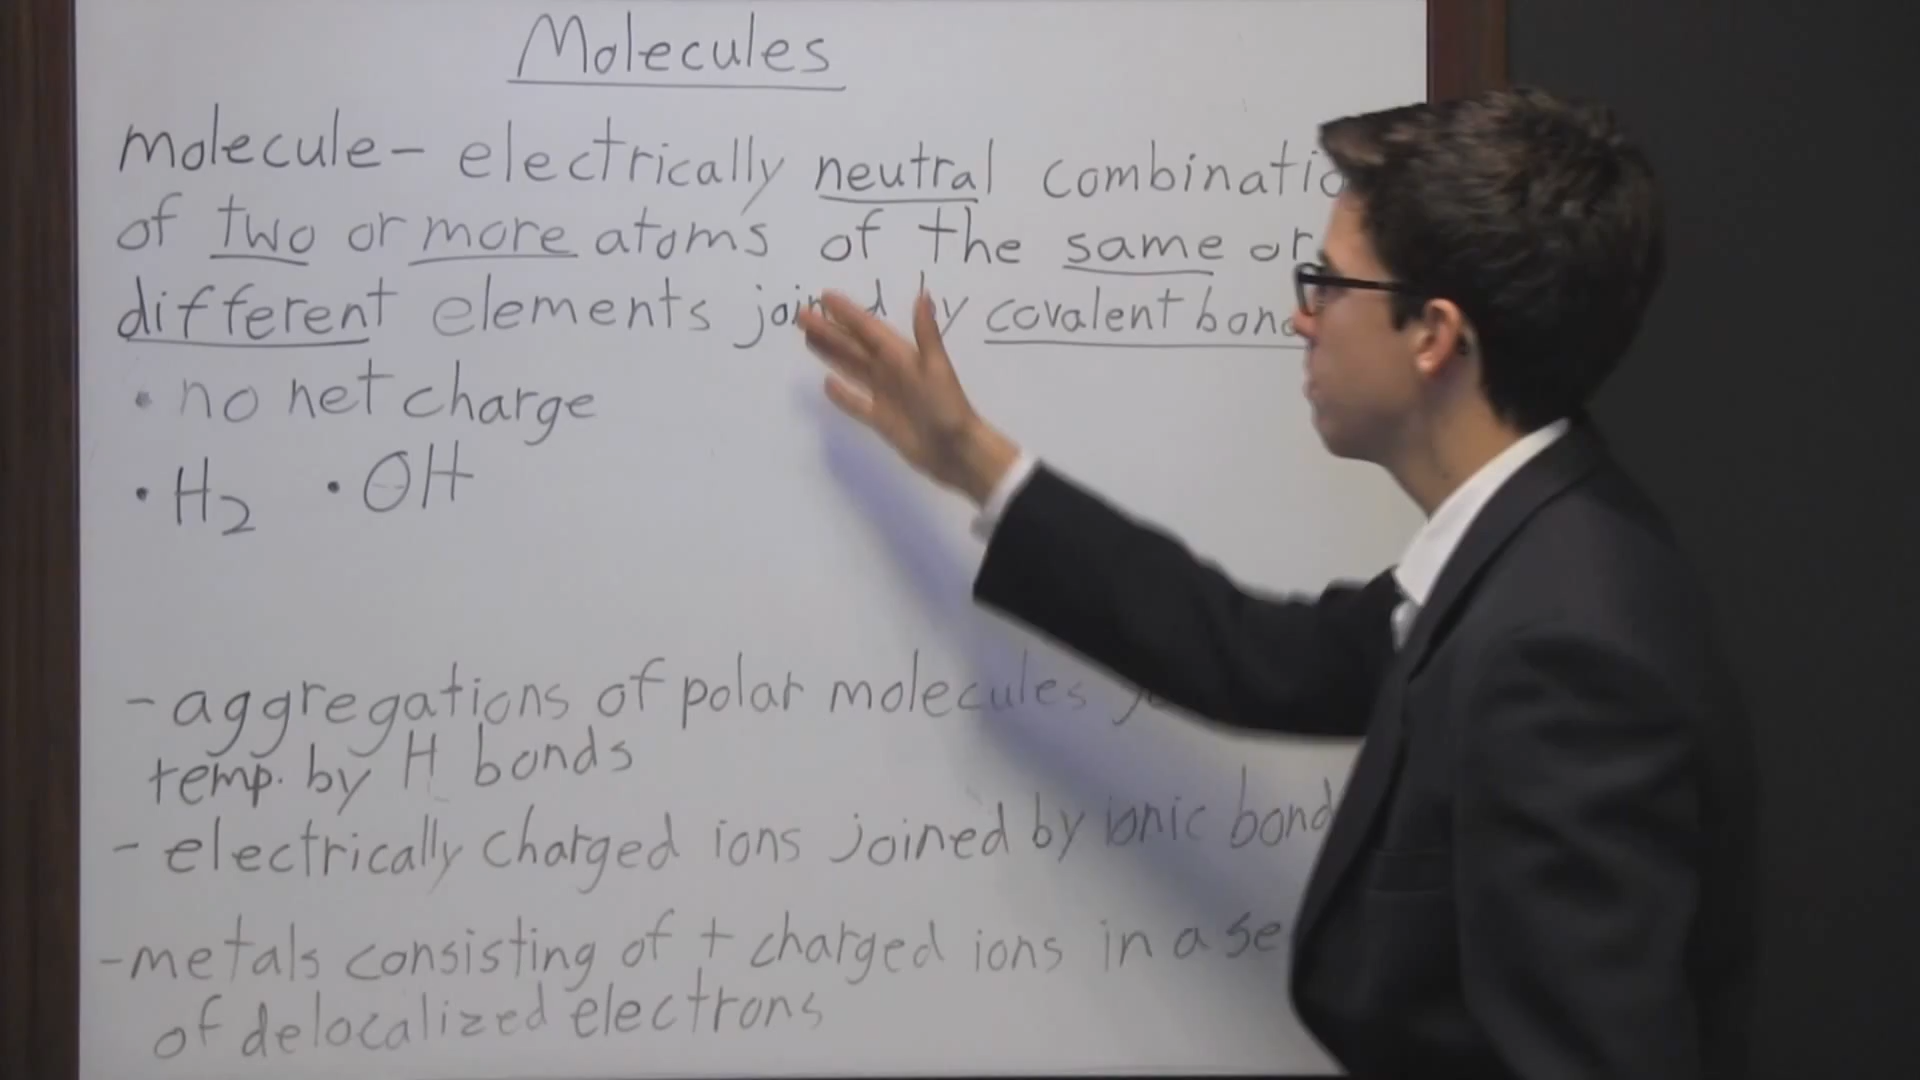 Molecules
molecule- electrically neutral combinatio
of two or more atoms of the same or
different elements joined by covalent bond
• no net charge
• H2 • OH
- aggregations of polar molecules
temp. by H bonds
- electrically charged ions joined by ionic bond
-metals consisting of + charged ions in a se
of delocalized electrons